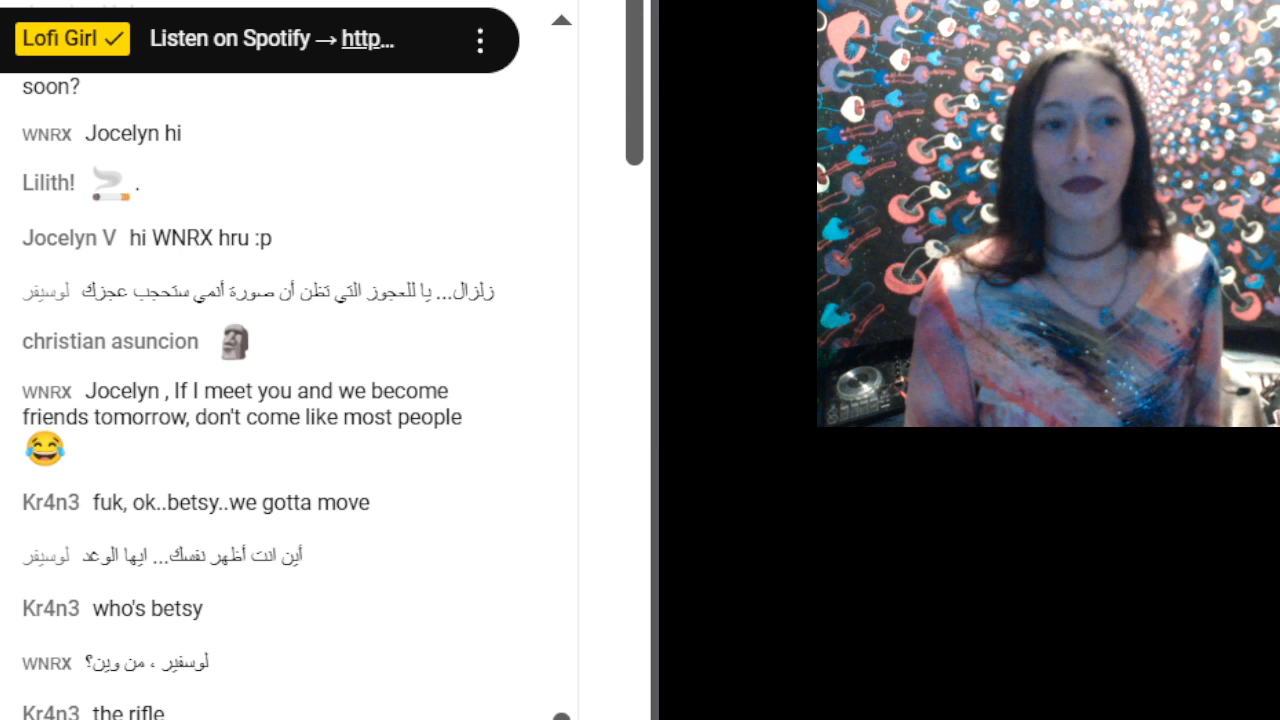 Lofi Girl ✓ Listen on Spotify → http...
soon?
WNRX Jocelyn hi
Lilith! 🚬 .
Jocelyn V hi WNRX hru :p
لوسيفر زلزال... يا للعجوز التي تظن أن صورة أنمي ستحجب عجزك
christian asuncion 🗿
WNRX Jocelyn , If I meet you and we become
friends tomorrow, don't come like most people
😂
Kr4n3 fuk, ok..betsy..we gotta move
لوسيفر أين انت أظهر نفسك... ايها الوغد
Kr4n3 who's betsy
WNRX لوسفير ، من وين؟
Kr4n3 the rifle